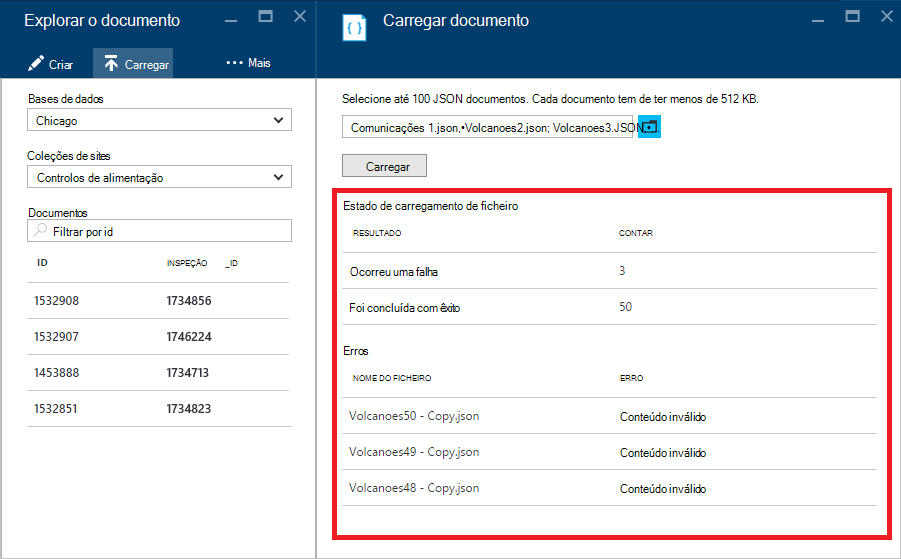 Explorar o documento
Criar
Carregar
Mais
Bases de dados
Chicago
Coleções de sites
Controlos de alimentação
Documentos
Filtrar por id
ID INSPEÇÃO _ID
1532908 1734856
1532907 1746224
1453888 1734713
1532851 1734823
Carregar documento
Selecione até 100 JSON documentos. Cada documento tem de ter menos de 512 KB.
Comunicações 1.json,•Volcanoes2.json; Volcanoes3.JSON
Carregar
Estado de carregamento de ficheiro
RESULTADO CONTAR
Ocorreu uma falha 3
Foi concluída com êxito 50
Erros
NOME DO FICHEIRO ERRO
Volcanoes50 - Copy.json Conteúdo inválido
Volcanoes49 - Copy.json Conteúdo inválido
Volcanoes48 - Copy.json Conteúdo inválido